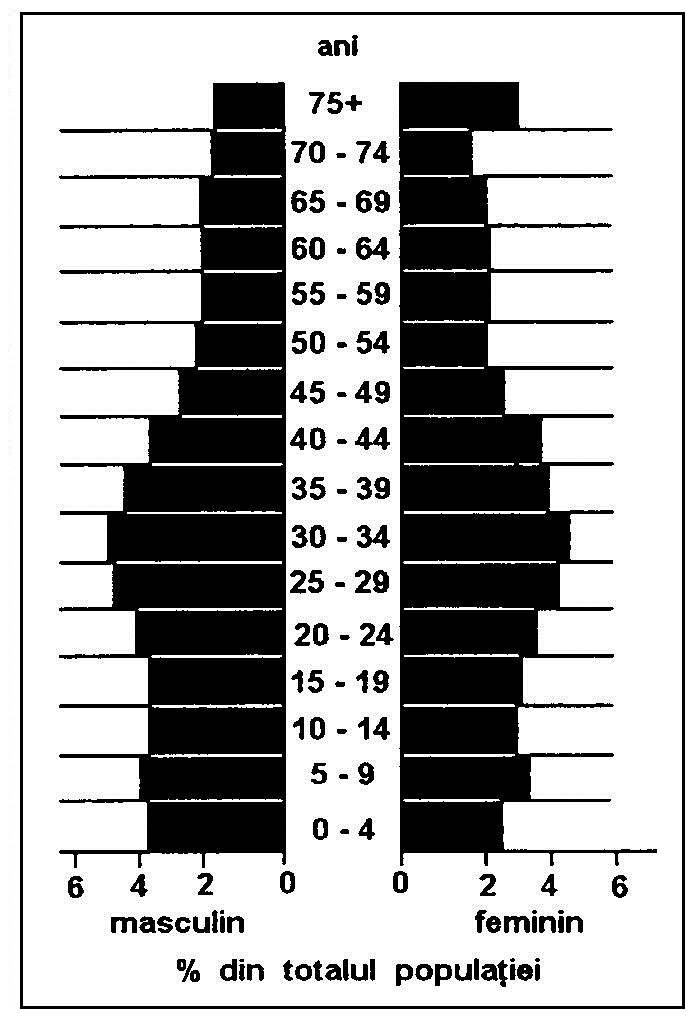 ani
75+
70 - 74
65 - 69
60 - 64
55 - 59
50 - 54
45 - 49
40 - 44
35 - 39
30 - 34
25 - 29
20 - 24
15 - 19
10 - 14
5 - 9
0 - 4
6 4 2 0 0 2 4 6
masculin feminin
% din totalul populaţiei